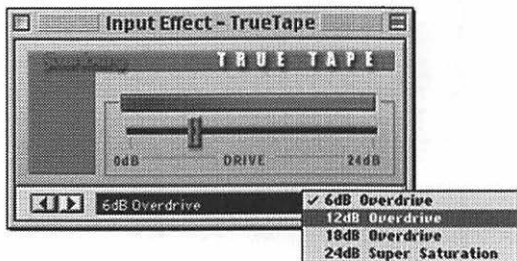 Input Effect - TrueTape
TRUE TAPE
0dB DRIVE 24dB
6dB Overdrive
✓ 6dB Overdrive
12dB Overdrive
18dB Overdrive
24dB Super Saturation